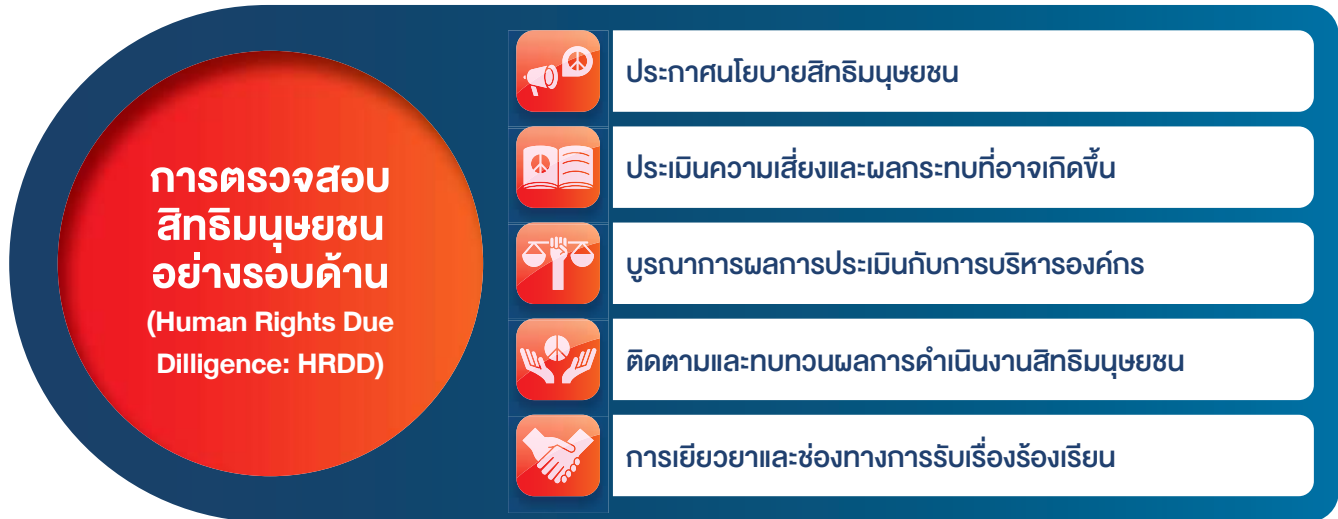 การตรวจสอบ
สิทธิมนุษยชน
อย่างรอบด้าน
(Human Rights Due
Dilligence: HRDD)
ประกาศนโยบายสิทธิมนุษยชน
ประเมินความเสี่ยงและผลกระทบที่อาจเกิดขึ้น
บูรณาการผลการประเมินกับการบริหารองค์กร
ติดตามและทบทวนผลการดำเนินงานสิทธิมนุษยชน
การเยียวยาและช่องทางการรับเรื่องร้องเรียน